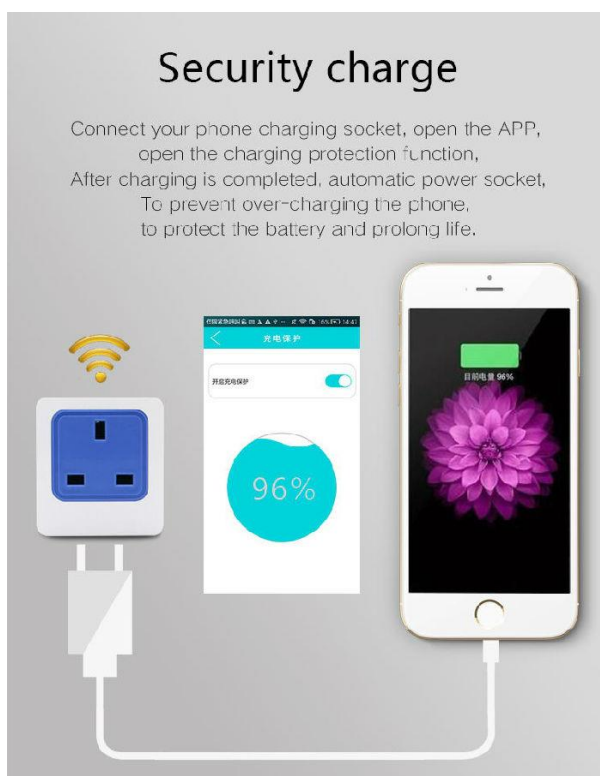 Security charge
Connect your phone charging socket, open the APP,
open the charging protection function,
After charging is completed, automatic power socket,
To prevent over-charging the phone,
to protect the battery and prolong life.
14:47
充电保护
开启充电保护
目前电量 96%
96%